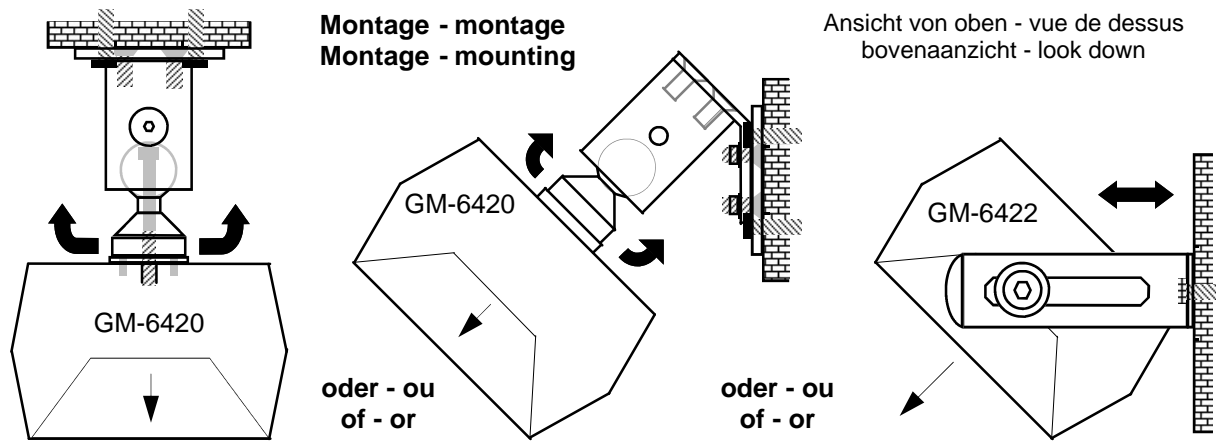 Montage - montage
Montage - mounting
Ansicht von oben - vue de dessus
bovenaanzicht - look down
GM-6420
GM-6420
GM-6422
oder - ou
of - or
oder - ou
of - or